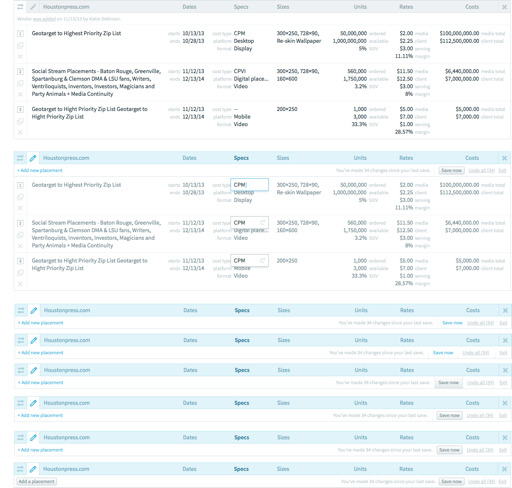 Houstonpress.com Dates Specs Sizes Units Rates Costs
Vendor was added on 11/13/13 by Katie Stehman.
1 Geotarget to Highest Priority Zip List starts 10/13/13 cost type CPM 300×250, 728×90, 50,000,000 ordered $2.00 media $100,000,000.00 media total
ends 10/28/13 platform Desktop Re-skin Wallpaper 1,000,000,000 available $2.25 client $112,500,000.00 client total
format Display 5% SOV $3.00 serving
11.11% margin
2 Social Stream Placements - Baton Rouge, Greenville, starts 11/12/13 cost type CPVI 300×250, 728×90, 560,000 ordered $11.50 media $6,440,000.00 media total
Spartanburg & Clemson DMA & LSU fans, Writers, ends 12/13/14 platform Digital place... 160×600 1,750,000 available $12.50 client $7,000,000.00 client total
Ventriloquists, Inventors, Investors, Magicians and format Video 3.2% SOV $3.00 serving
Party Animals + Media Continuity 8% margin
3 Geotarget to Hight Priority Zip List Geotarget to starts 11/12/13 cost type — 200×250 1,000 ordered $5.00 media $5,000.00 media total
Hight Priority Zip List ends 12/13/14 platform Mobile 3,000 available $7.00 client $7,000.00 client total
format Video 33.3% SOV $3.00 serving
28.57% margin
Houstonpress.com Dates Specs Sizes Units Rates Costs
+ Add new placement You've made 34 changes since your last save. Save now Undo all (34) Exit
1 Geotarget to Highest Priority Zip List starts 10/13/13 cost type CPM 300×250, 728×90, 50,000,000 ordered $2.00 media $100,000,000.00 media total
ends 10/28/13 platform Desktop Re-skin Wallpaper 1,000,000,000 available $2.25 client $112,500,000.00 client total
format Display 5% SOV $3.00 serving
11.11% margin
2 Social Stream Placements - Baton Rouge, Greenville, starts 11/12/13 cost type CPM 300×250, 728×90, 560,000 ordered $11.50 media $6,440,000.00 media total
Spartanburg & Clemson DMA & LSU fans, Writers, ends 12/13/14 platform Digital place... 160×600 1,750,000 available $12.50 client $7,000,000.00 client total
Ventriloquists, Inventors, Investors, Magicians and format Video 3.2% SOV $3.00 serving
Party Animals + Media Continuity 8% margin
3 Geotarget to Hight Priority Zip List Geotarget to starts 11/12/13 cost type CPM 200×250 1,000 ordered $5.00 media $5,000.00 media total
Hight Priority Zip List ends 12/13/14 platform Mobile 3,000 available $7.00 client $7,000.00 client total
format Video 33.3% SOV $3.00 serving
28.57% margin
Houstonpress.com Dates Specs Sizes Units Rates Costs
+ Add new placement You've made 34 changes since your last save. Save now Undo all (34) Exit
Houstonpress.com Dates Specs Sizes Units Rates Costs
+ Add new placement You've made 34 changes since your last save. Save now Undo all (34) Exit
Houstonpress.com Dates Specs Sizes Units Rates Costs
+ Add new placement You've made 34 changes since your last save. Save now Undo all (34) Exit
Houstonpress.com Dates Specs Sizes Units Rates Costs
+ Add new placement You've made 34 changes since your last save. Save now Undo all (34) Exit
Houstonpress.com Dates Specs Sizes Units Rates Costs
+ Add new placement You've made 34 changes since your last save. Save now Undo all (34) Exit
Houstonpress.com Dates Specs Sizes Units Rates Costs
Add a placement You've made 34 changes since your last save. Save now Undo all (34) Exit